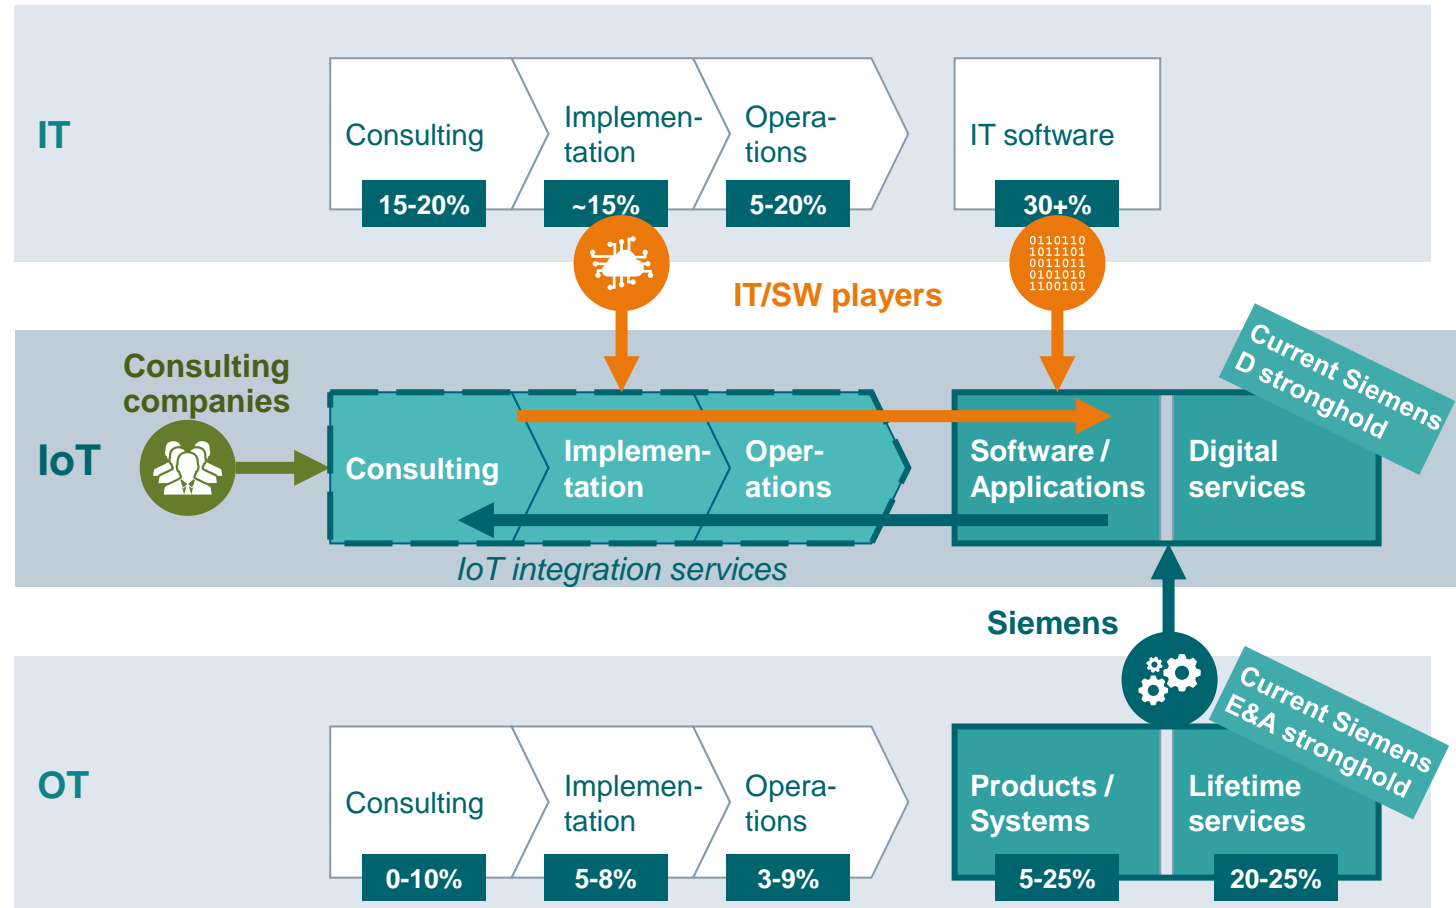 IT
Consulting
15-20%
Implemen-
tation
~15%
Opera-
tions
5-20%
IT software
30+%
0110110
1011101
0011011
0101010
1100101
IT/SW players
Consulting
companies
IoT
Consulting
Implemen-
tation
Oper-
ations
Software /
Applications
Digital
services
Current Siemens
D stronghold
IoT integration services
Siemens
OT
Consulting
0-10%
Implemen-
tation
5-8%
Opera-
tions
3-9%
Products /
Systems
5-25%
Lifetime
services
20-25%
Current Siemens
E&A stronghold